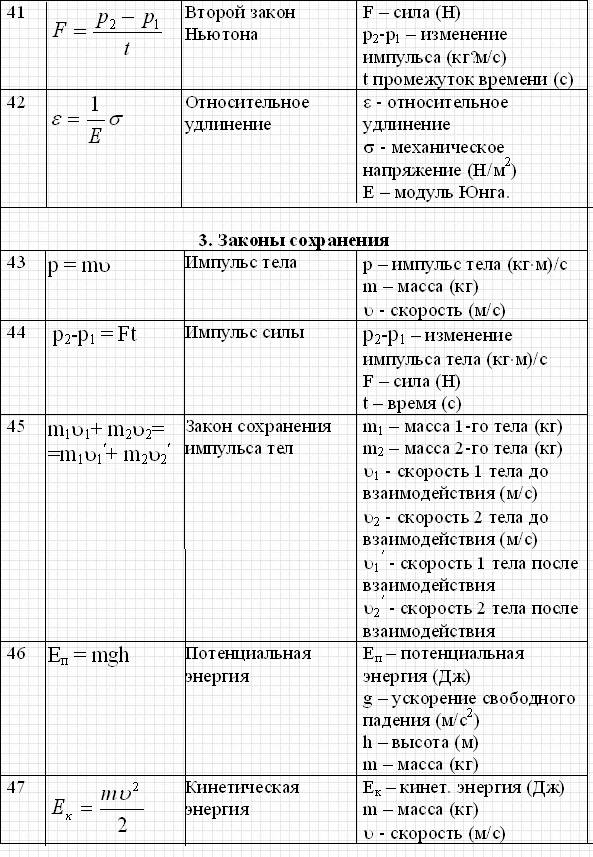 41 F = (p₂ − p₁)/t Второй закон Ньютона F – сила (Н)
p₂-p₁ – изменение
импульса (кг?м/с)
t промежуток времени (с)
42 ε = (1/E) σ Относительное удлинение ε - относительное
удлинение
σ - механическое
напряжение (Н/м²)
Е – модуль Юнга.
3. Законы сохранения
43 p = mυ Импульс тела p – импульс тела (кг·м)/с
m – масса (кг)
υ - скорость (м/с)
44 p₂-p₁ = Ft Импульс силы p₂-p₁ – изменение
импульса тела (кг·м)/с
F – сила (Н)
t – время (с)
45 m₁υ₁+ m₂υ₂= Закон сохранения m₁ – масса 1-го тела (кг)
=m₁υ₁′+ m₂υ₂′ импульса тел m₂ – масса 2-го тела (кг)
υ₁ - скорость 1 тела до
взаимодействия (м/с)
υ₂ - скорость 2 тела до
взаимодействия (м/с)
υ₁′ - скорость 1 тела после
взаимодействия
υ₂′ - скорость 2 тела после
взаимодействия
46 Eп = mgh Потенциальная Eп – потенциальная
энергия энергия (Дж)
g – ускорение свободного
падения (м/с²)
h – высота (м)
m – масса (кг)
47 Eк = mυ²/2 Кинетическая Eк – кинет. энергия (Дж)
энергия m – масса (кг)
υ - скорость (м/с)